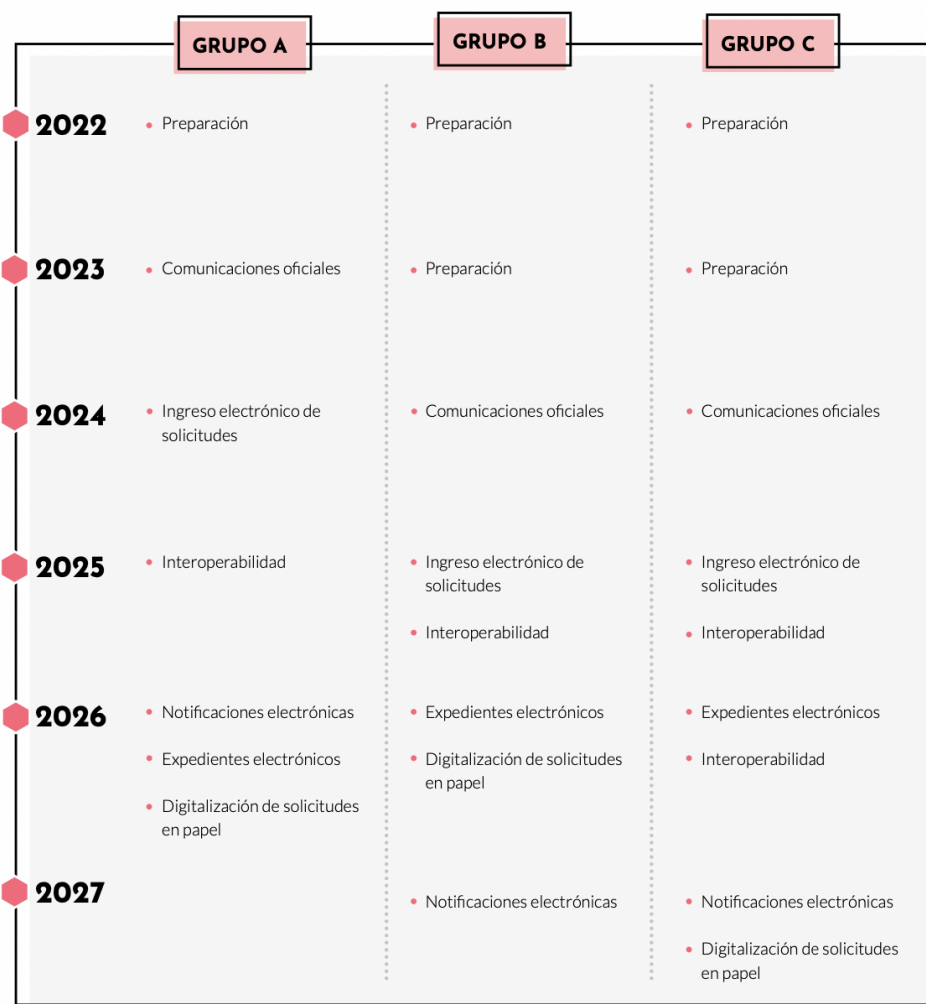 GRUPO A
GRUPO B
GRUPO C
2022
Preparación
Preparación
Preparación
2023
Comunicaciones oficiales
Preparación
Preparación
2024
Ingreso electrónico de
solicitudes
Comunicaciones oficiales
Comunicaciones oficiales
2025
Interoperabilidad
Ingreso electrónico de
solicitudes
Interoperabilidad
Ingreso electrónico de
solicitudes
Interoperabilidad
2026
Notificaciones electrónicas
Expedientes electrónicos
Digitalización de solicitudes
en papel
Expedientes electrónicos
Digitalización de solicitudes
en papel
Expedientes electrónicos
Interoperabilidad
2027
Notificaciones electrónicas
Notificaciones electrónicas
Digitalización de solicitudes
en papel